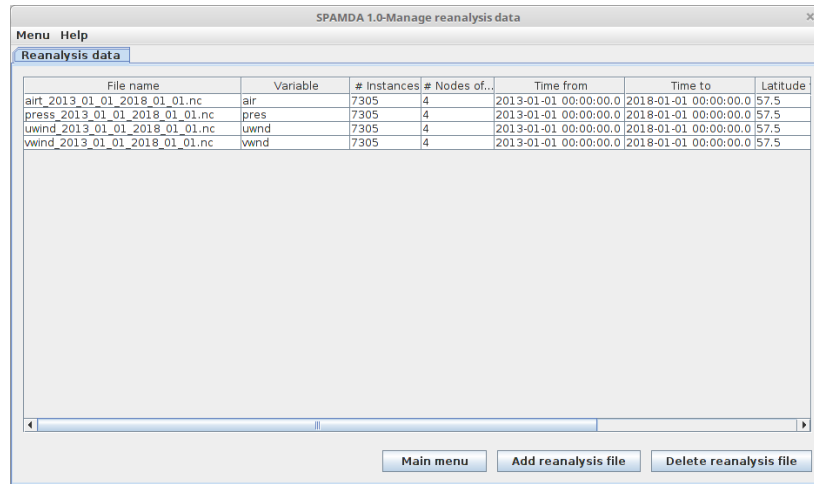 SPAMDA 1.0-Manage reanalysis data ×
Menu Help
Reanalysis data
File name Variable # Instances # Nodes of... Time from Time to Latitude
airt_2013_01_01_2018_01_01.nc air 7305 4 2013-01-01 00:00:00.0 2018-01-01 00:00:00.0 57.5
press_2013_01_01_2018_01_01.nc pres 7305 4 2013-01-01 00:00:00.0 2018-01-01 00:00:00.0 57.5
uwind_2013_01_01_2018_01_01.nc uwnd 7305 4 2013-01-01 00:00:00.0 2018-01-01 00:00:00.0 57.5
vwind_2013_01_01_2018_01_01.nc vwnd 7305 4 2013-01-01 00:00:00.0 2018-01-01 00:00:00.0 57.5
Main menu Add reanalysis file Delete reanalysis file